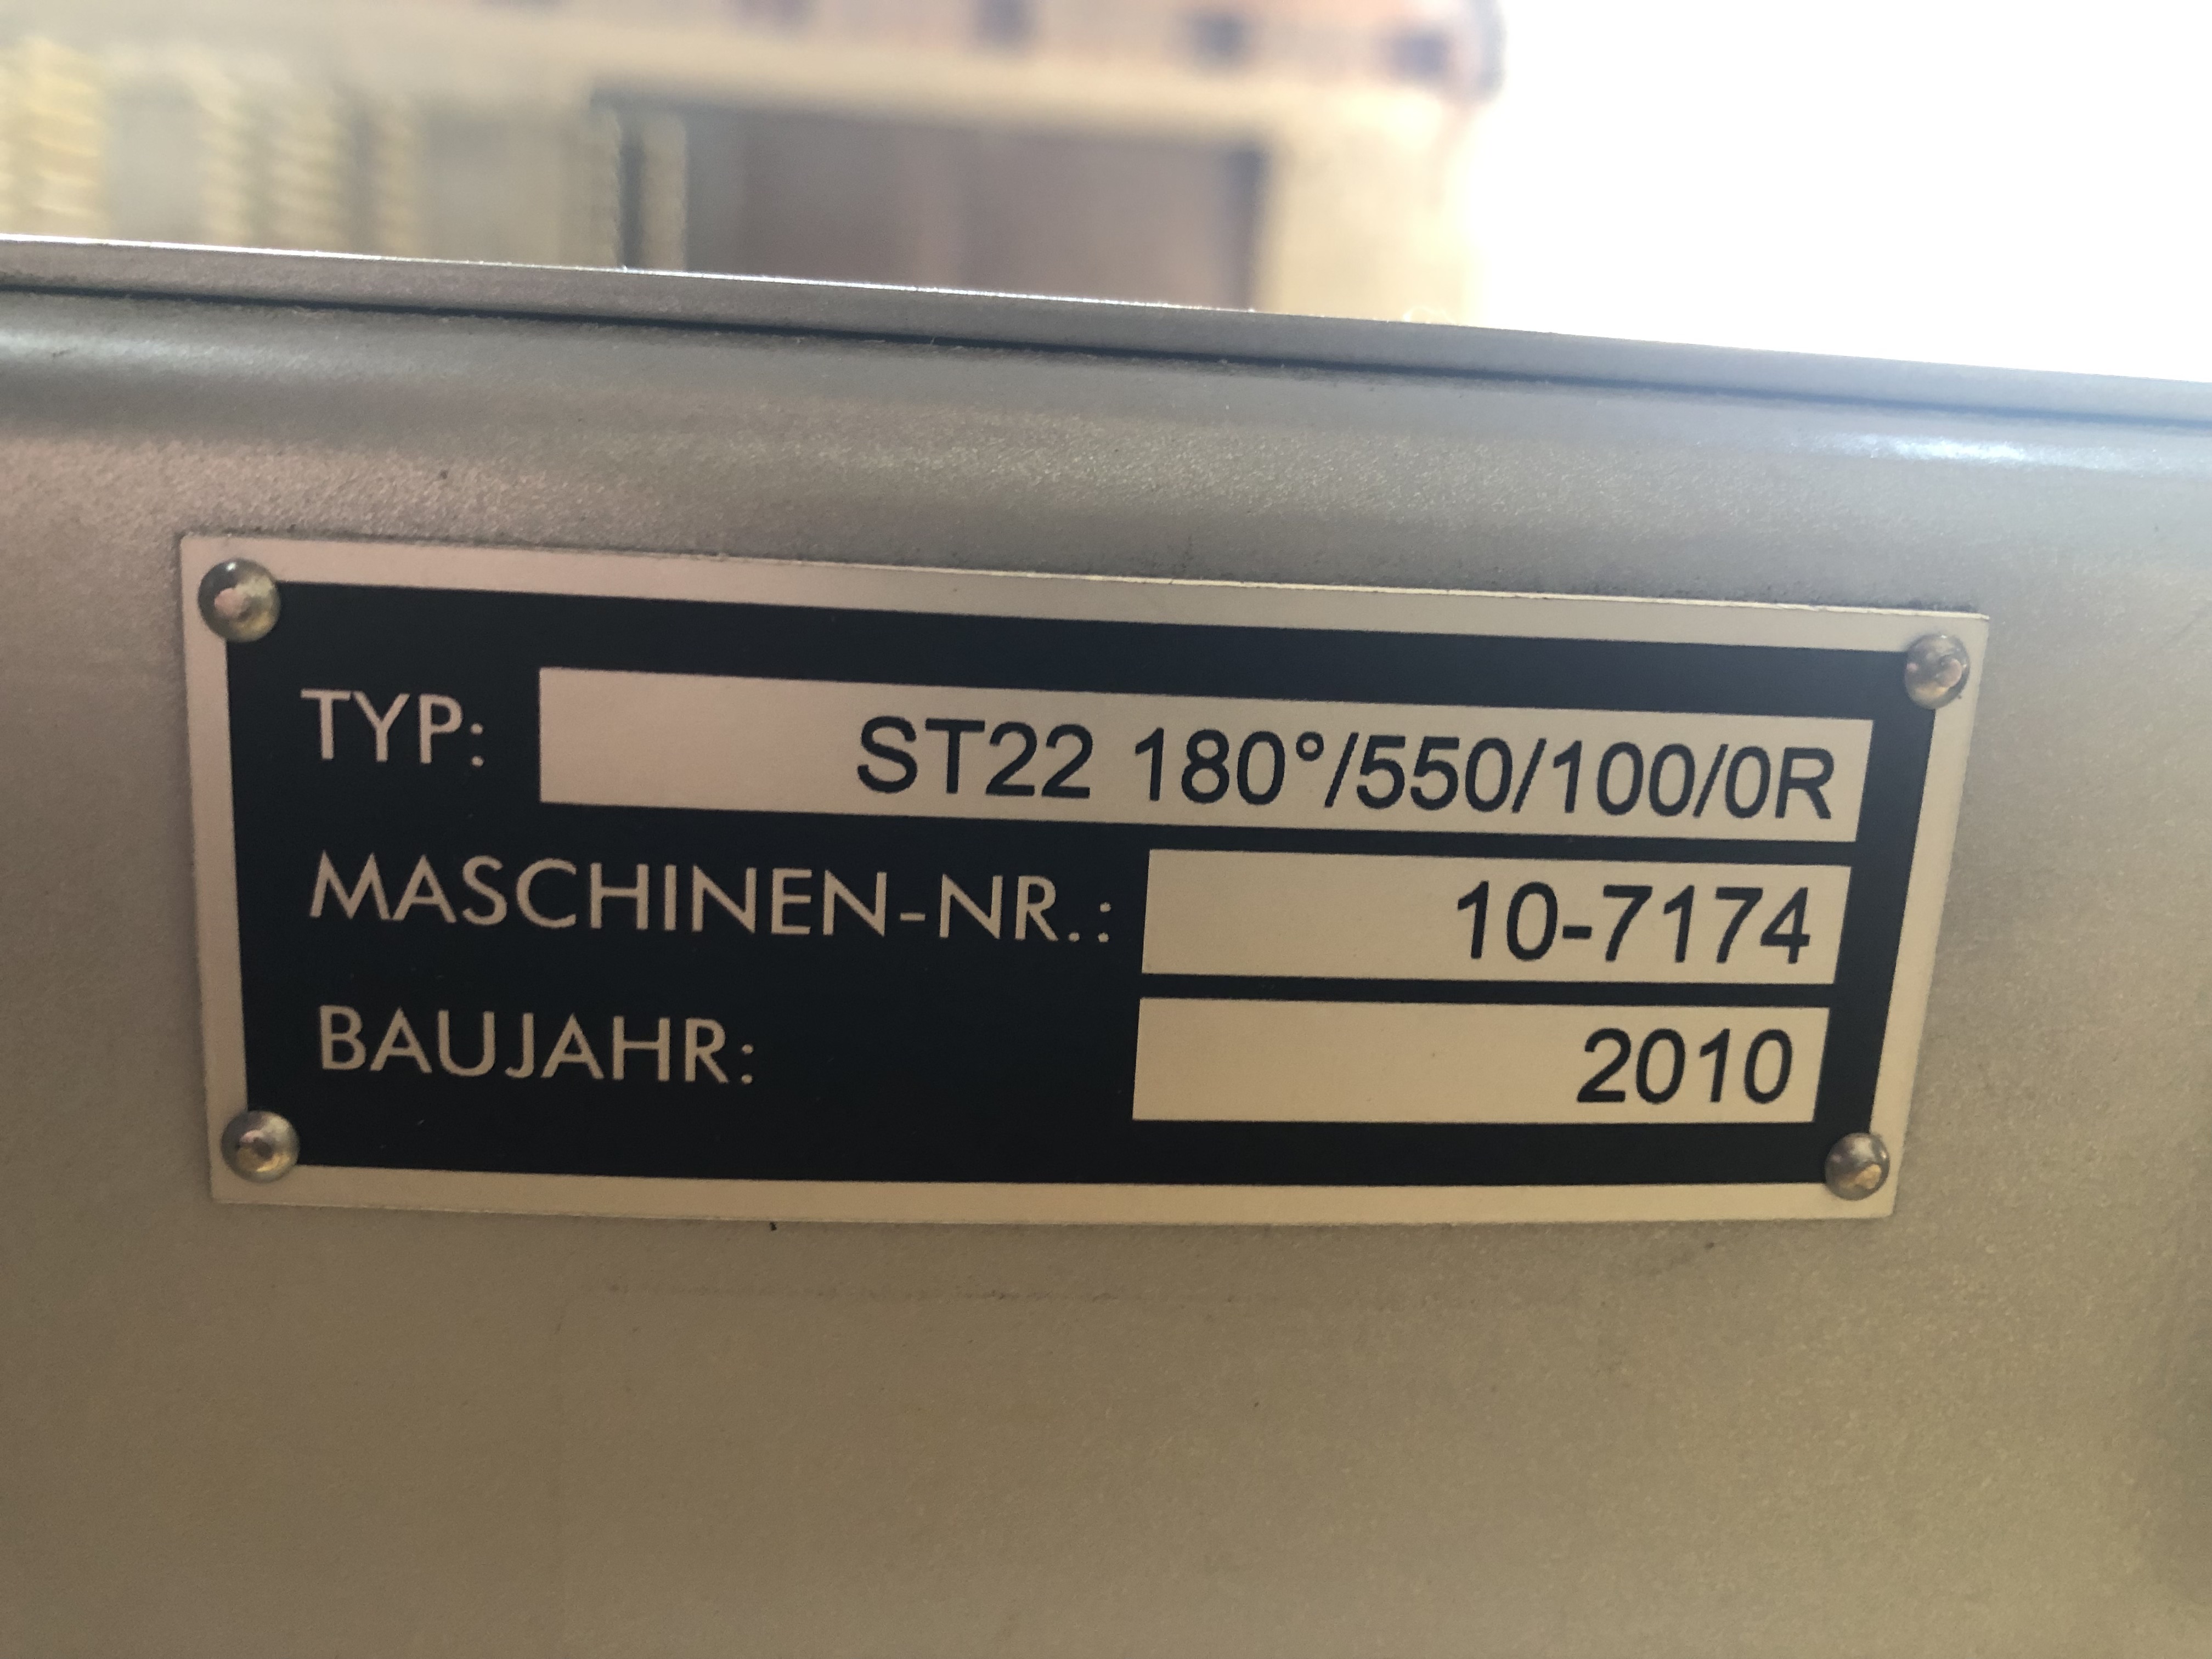 TYP: ST22 180°/550/100/0R
MASCHINEN-NR.: 10-7174
BAUJAHR: 2010